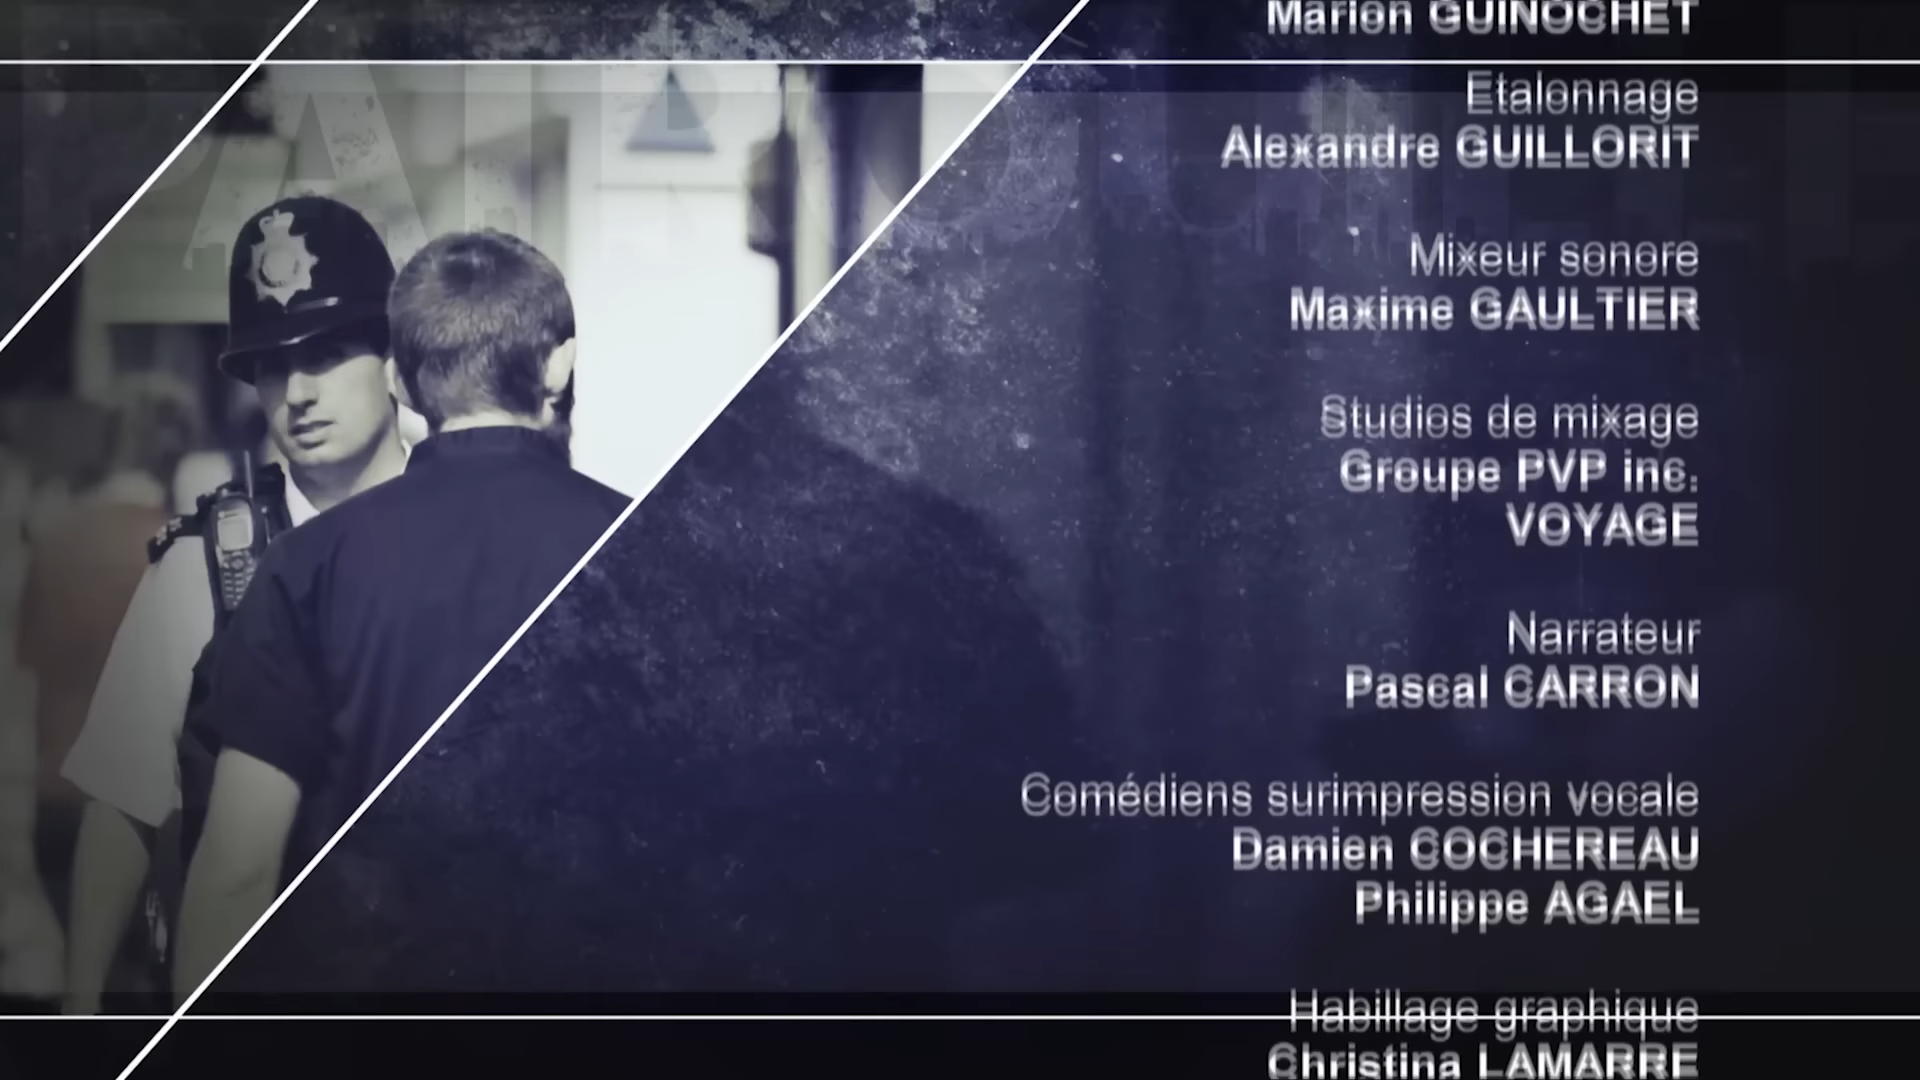 Marion GUINOCHET
Etalonnage
Alexandre GUILLORIT
Mixeur sonore
Maxime GAULTIER
Studios de mixage
Groupe PVP inc.
VOYAGE
Narrateur
Pascal CARRON
Comédiens surimpression vocale
Damien COCHEREAU
Philippe AGAEL
Habillage graphique
Christina LAMARRE